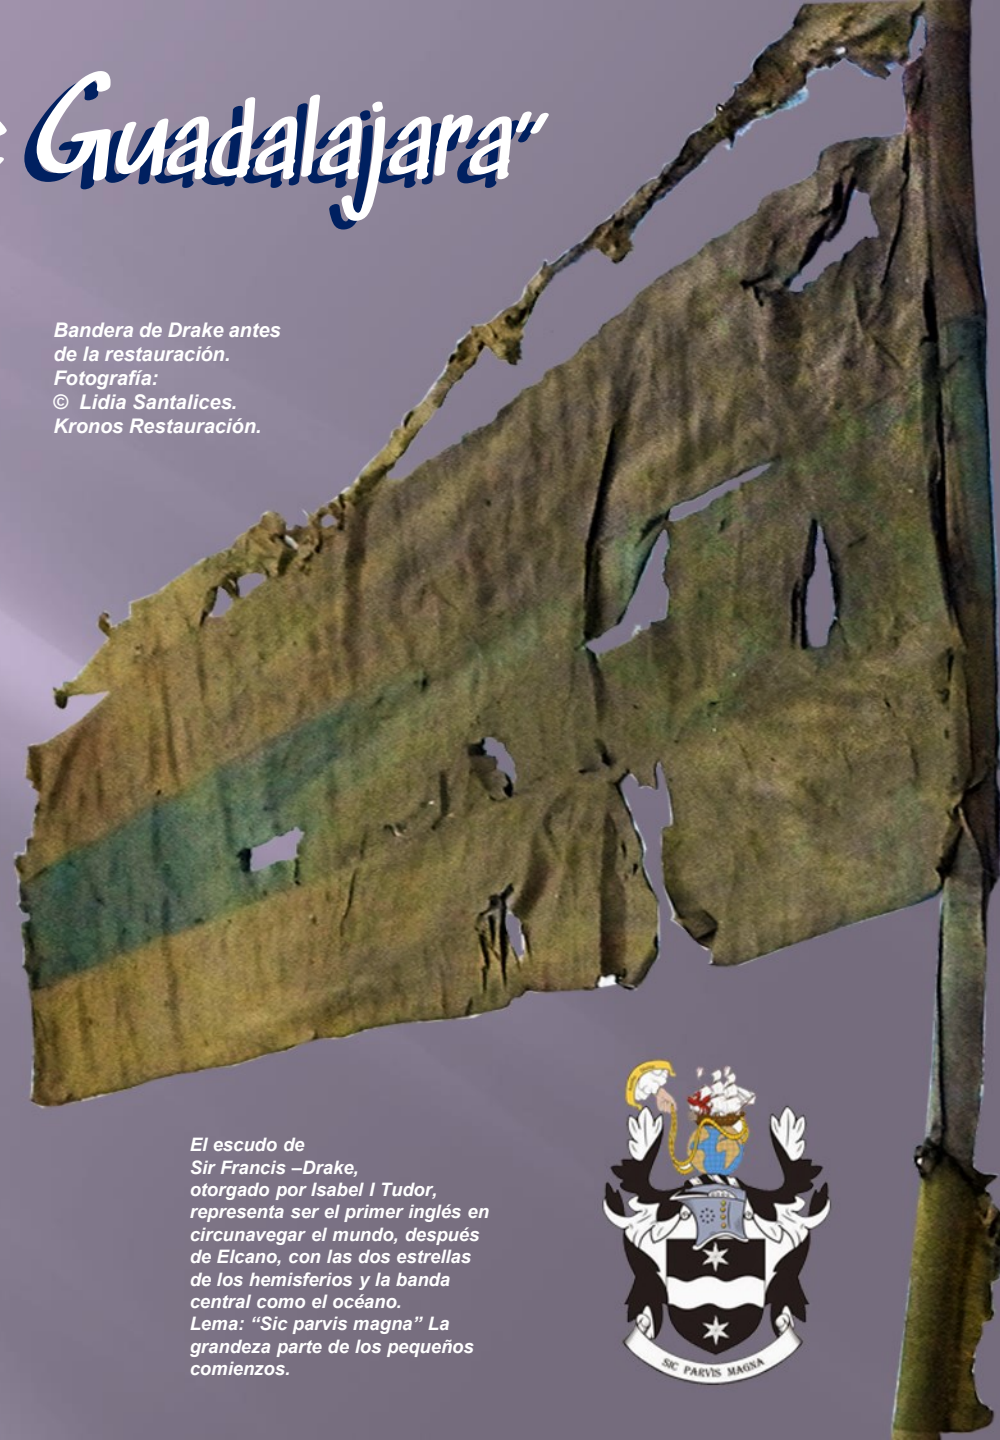 Guadalajara”
Bandera de Drake antes
de la restauración.
Fotografía:
© Lidia Santalices.
Kronos Restauración.
El escudo de
Sir Francis –Drake,
otorgado por Isabel I Tudor,
representa ser el primer inglés en
circunavegar el mundo, después
de Elcano, con las dos estrellas
de los hemisferios y la banda
central como el océano.
Lema: “Sic parvis magna” La
grandeza parte de los pequeños
comienzos.
SIC PARVIS MAGNA